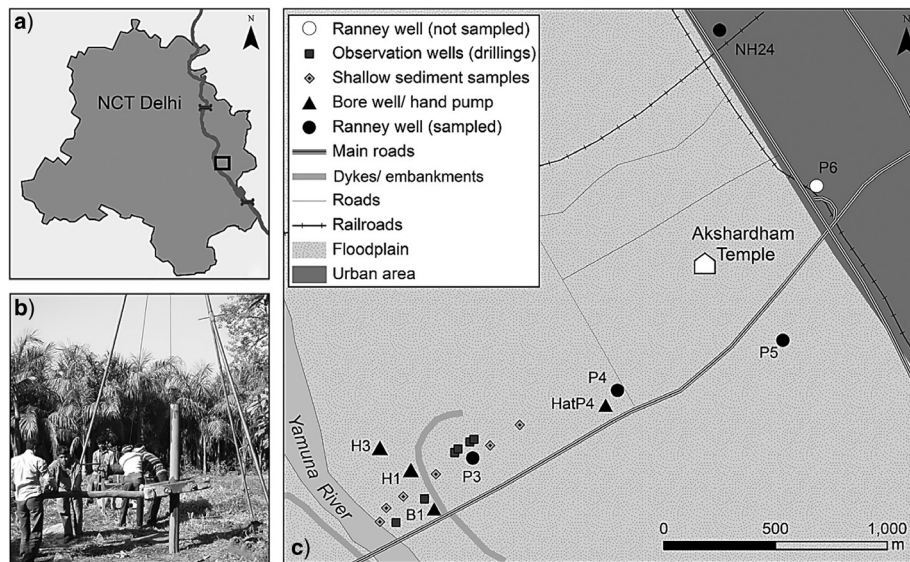 a)
N
NCT Delhi
b)
Ranney well (not sampled)
Observation wells (drillings)
Shallow sediment samples
Bore well/ hand pump
Ranney well (sampled)
Main roads
Dykes/ embankments
Roads
Railroads
Floodplain
Urban area
N
NH24
P6
Akshardham
Temple
P5
P4
HatP4
H3
H1
P3
B1
Yamuna River
c)
0 500 1,000
m